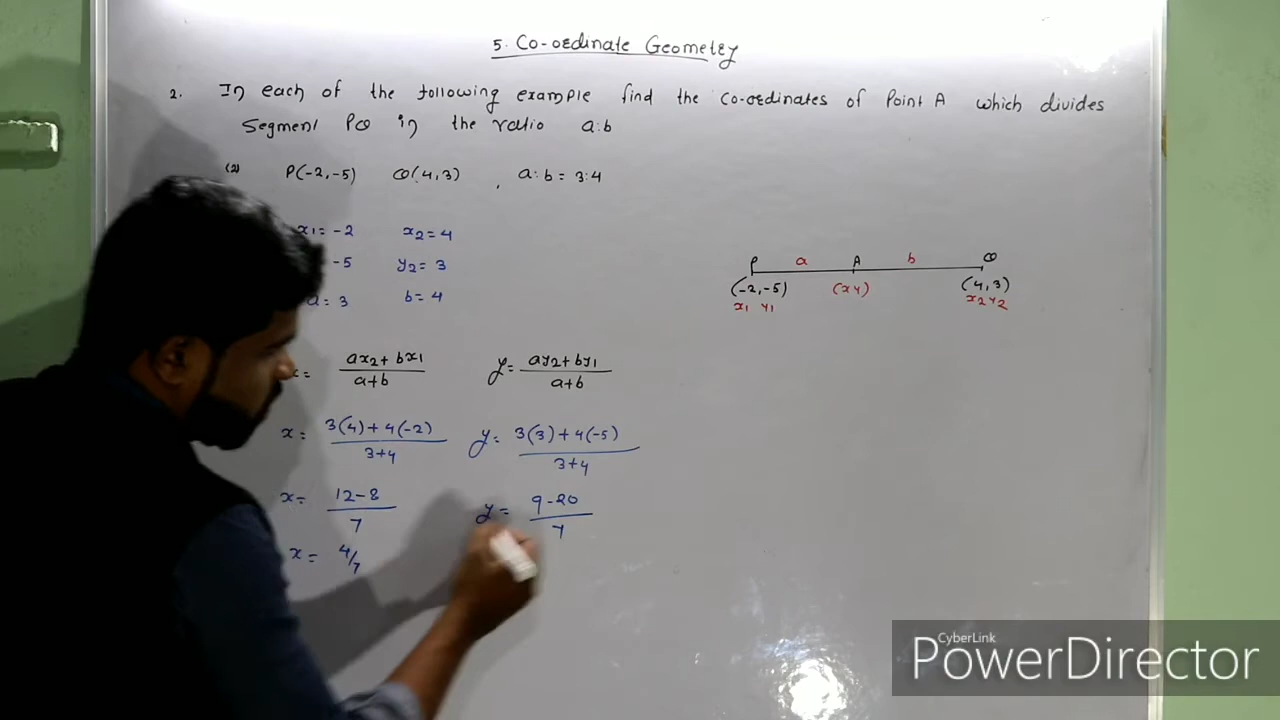 5. Co-ordinate Geometry
2. In each of the following example find the co-ordinates of Point A which divides
Segment PQ in the ratio a:b
(2) P(-2,-5) Q(4,3) , a:b = 3:4
x1= -2 x2=4
-5 y2= 3
a= 3 b= 4
P a A b Q
(-2,-5) (x y) (4,3)
x1 y1 x2 y2
x= ax2+bx1/a+b y= ay2+by1/a+b
x= 3(4)+4(-2)/3+4 y= 3(3)+4(-5)/3+4
x= 12-8/7 y= 9-20/7
x= 4/7
CyberLink
PowerDirector